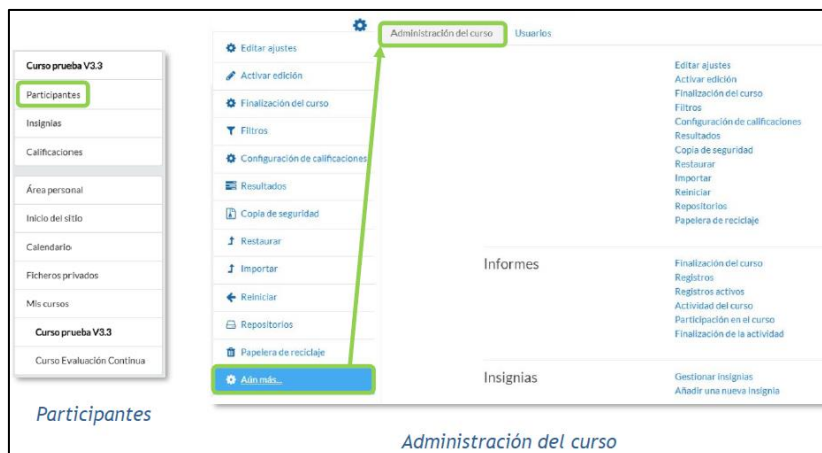 Curso prueba V3.3
Participantes
Insignias
Calificaciones
Área personal
Inicio del sitio
Calendario
Ficheros privados
Mis cursos
Curso prueba V3.3
Curso Evaluación Continua
Participantes
Editar ajustes
Activar edición
Finalización del curso
Filtros
Configuración de calificaciones
Resultados
Copia de seguridad
Restaurar
Importar
Reiniciar
Repositorios
Papelera de reciclaje
Aún más...
Administración del curso
Usuarios
Editar ajustes
Activar edición
Finalización del curso
Filtros
Configuración de calificaciones
Resultados
Copia de seguridad
Restaurar
Importar
Reiniciar
Repositorios
Papelera de reciclaje
Informes
Finalización del curso
Registros
Registros activos
Actividad del curso
Participación en el curso
Finalización de la actividad
Insignias
Gestionar insignias
Añadir una nueva insignia
Administración del curso